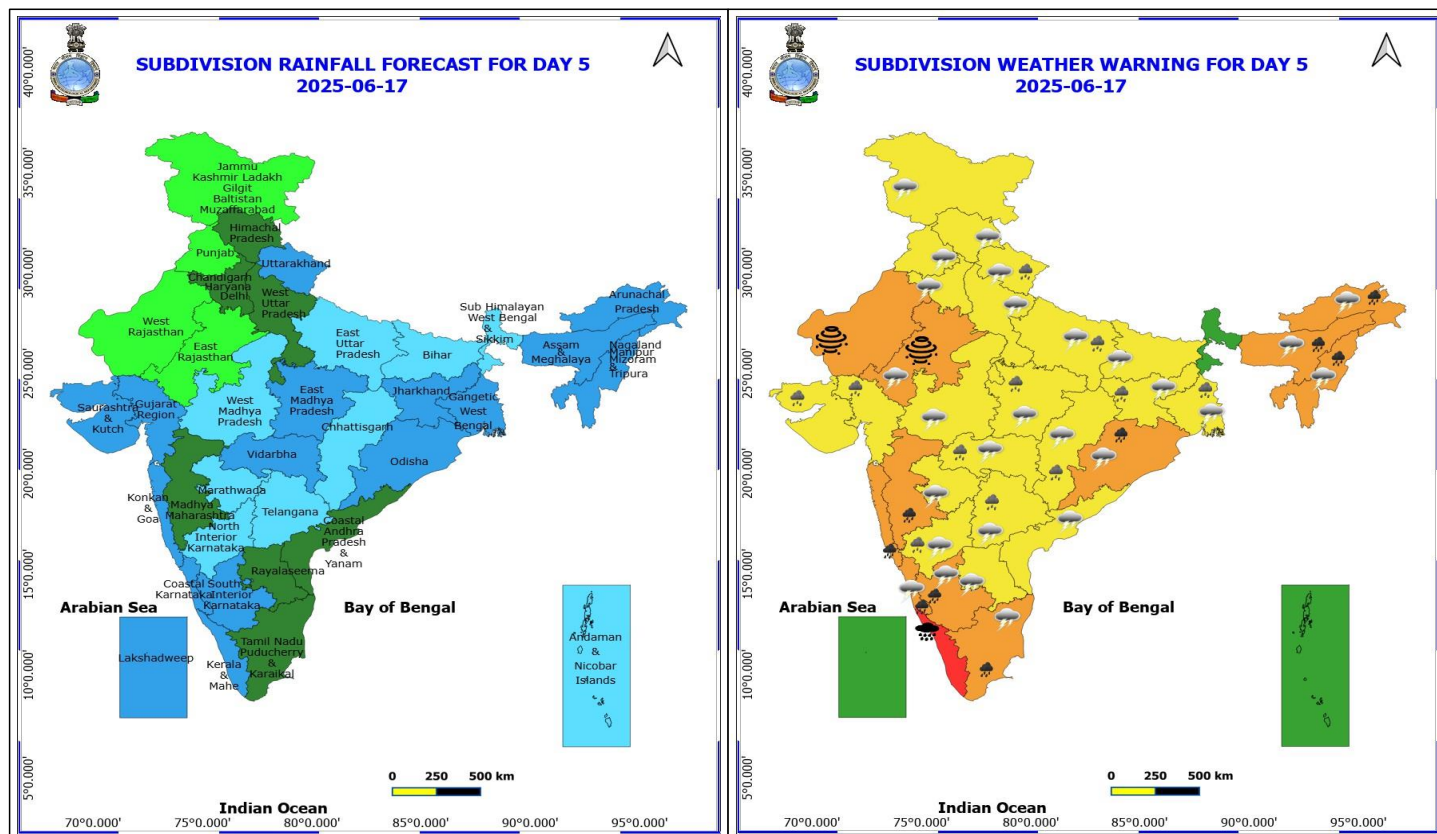 SUBDIVISION RAINFALL FORECAST FOR DAY 5
2025-06-17
40°0.000'
35°0.000'
30°0.000'
25°0.000'
20°0.000'
15°0.000'
10°0.000'
5°0.000'
Jammu
Kashmir Ladakh
Gilgit
Baltistan
Muzaffarabad
Himachal
Pradesh
Punjab
Uttarakhand
Chandigarh
Haryana
Delhi
West
Uttar
Pradesh
West
Rajasthan
East
Rajasthan
East
Uttar
Pradesh
Bihar
Sub Himalayan
West Bengal
&
Sikkim
Arunachal
Pradesh
Assam
&
Meghalaya
Nagaland
Manipur
Mizoram
&
Tripura
Saurashtra
&
Kutch
Gujarat
Region
West
Madhya
Pradesh
East
Madhya
Pradesh
Jharkhand
Gangetic
West
Bengal
Chhattisgarh
Vidarbha
Odisha
Konkan
&
Goa
Madhya
Maharashtra
Marathwada
North
Interior
Karnataka
Telangana
Coastal
Andhra
Pradesh
&
Yanam
Rayalaseema
Coastal
Karnataka
South
Interior
Karnataka
Arabian Sea
Bay of Bengal
Lakshadweep
Kerala
&
Mahe
Tamil Nadu
Puducherry
&
Karaikal
Andaman
&
Nicobar
Islands
0 250 500 km
Indian Ocean
70°0.000' 75°0.000' 80°0.000' 85°0.000' 90°0.000' 95°0.000'
SUBDIVISION WEATHER WARNING FOR DAY 5
2025-06-17
40°0.000'
35°0.000'
30°0.000'
25°0.000'
20°0.000'
15°0.000'
10°0.000'
5°0.000'
Arabian Sea
Bay of Bengal
0 250 500 km
Indian Ocean
70°0.000' 75°0.000' 80°0.000' 85°0.000' 90°0.000' 95°0.000'